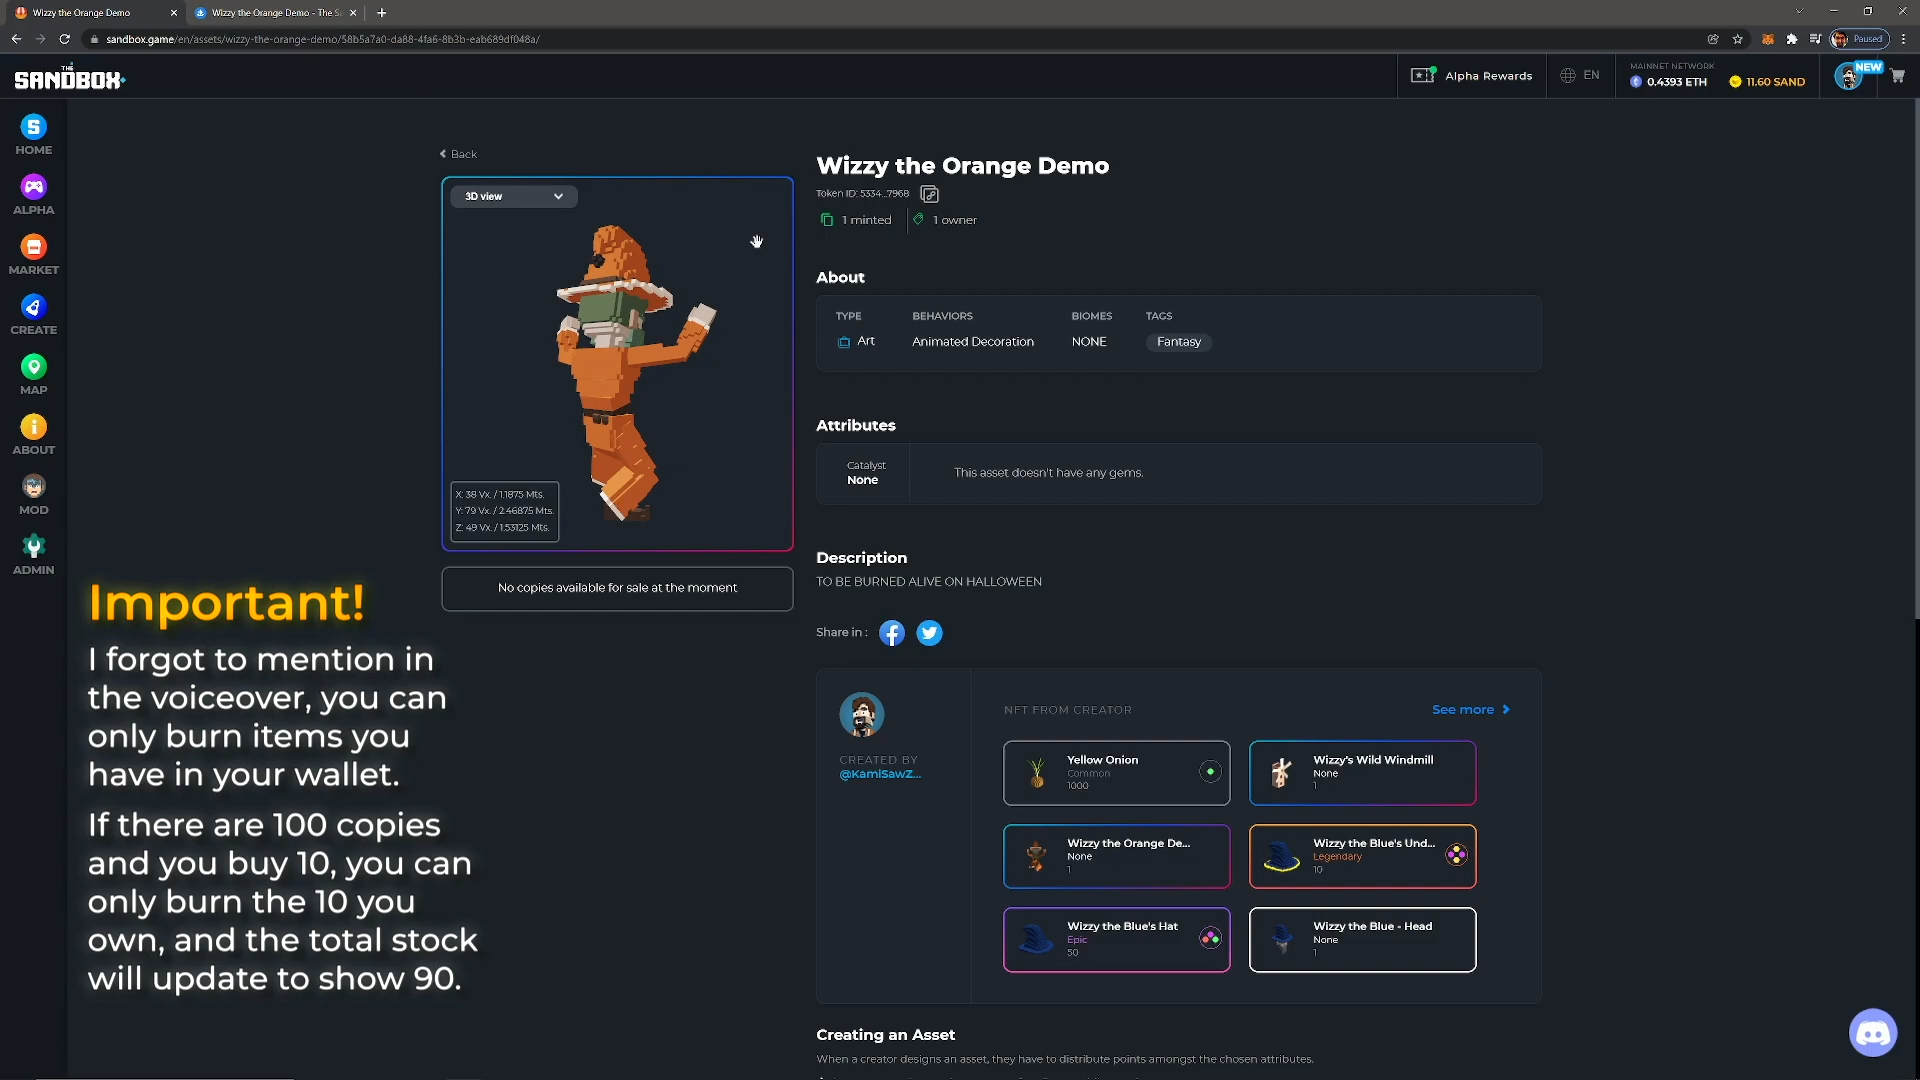 Wizzy the Orange Demo
Wizzy the Orange Demo - The Sa
sandbox.game/en/assets/wizzy-the-orange-demo/58b5a7a0-da88-4fa6-8b3b-eab689df048a/
Paused
THE SANDBOX
Alpha Rewards
EN
MAINNET NETWORK
0.4393 ETH
11.60 SAND
NEW
HOME
ALPHA
MARKET
CREATE
MAP
ABOUT
MOD
ADMIN
Back
3D view
X: 38 Vx. / 1.1875 Mts.
Y: 79 Vx. / 2.46875 Mts.
Z: 49 Vx. / 1.53125 Mts.
No copies available for sale at the moment
Wizzy the Orange Demo
Token ID: 5334...7968
1 minted
1 owner
About
TYPE
BEHAVIORS
BIOMES
TAGS
Art
Animated Decoration
NONE
Fantasy
Attributes
Catalyst
None
This asset doesn't have any gems.
Description
TO BE BURNED ALIVE ON HALLOWEEN
Share in :
CREATED BY
@KamiSawZ...
NFT FROM CREATOR
See more
Yellow Onion
Common
1000
Wizzy's Wild Windmill
None
1
Wizzy the Orange De...
None
1
Wizzy the Blue's Und...
Legendary
10
Wizzy the Blue's Hat
Epic
50
Wizzy the Blue - Head
None
1
Creating an Asset
When a creator designs an asset, they have to distribute points amongst the chosen attributes.
Important!
I forgot to mention in
the voiceover, you can
only burn items you
have in your wallet.
If there are 100 copies
and you buy 10, you can
only burn the 10 you
own, and the total stock
will update to show 90.